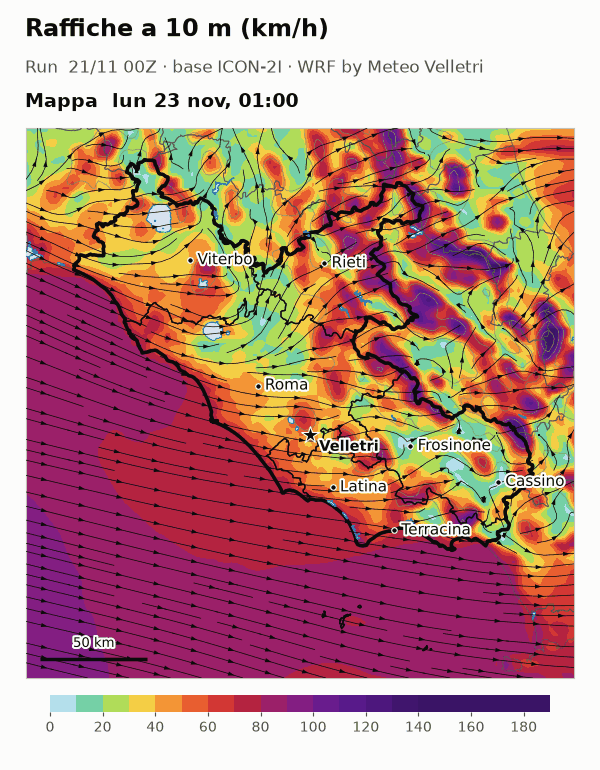 Raffiche a 10 m (km/h)
Run  21/11 00Z · base ICON-2I · WRF by Meteo Velletri
Mappa  lun 23 nov, 01:00
Viterbo
Rieti
Roma
Velletri
Frosinone
Cassino
Latina
Terracina
50 km
0 20 40 60 80 100 120 140 160 180